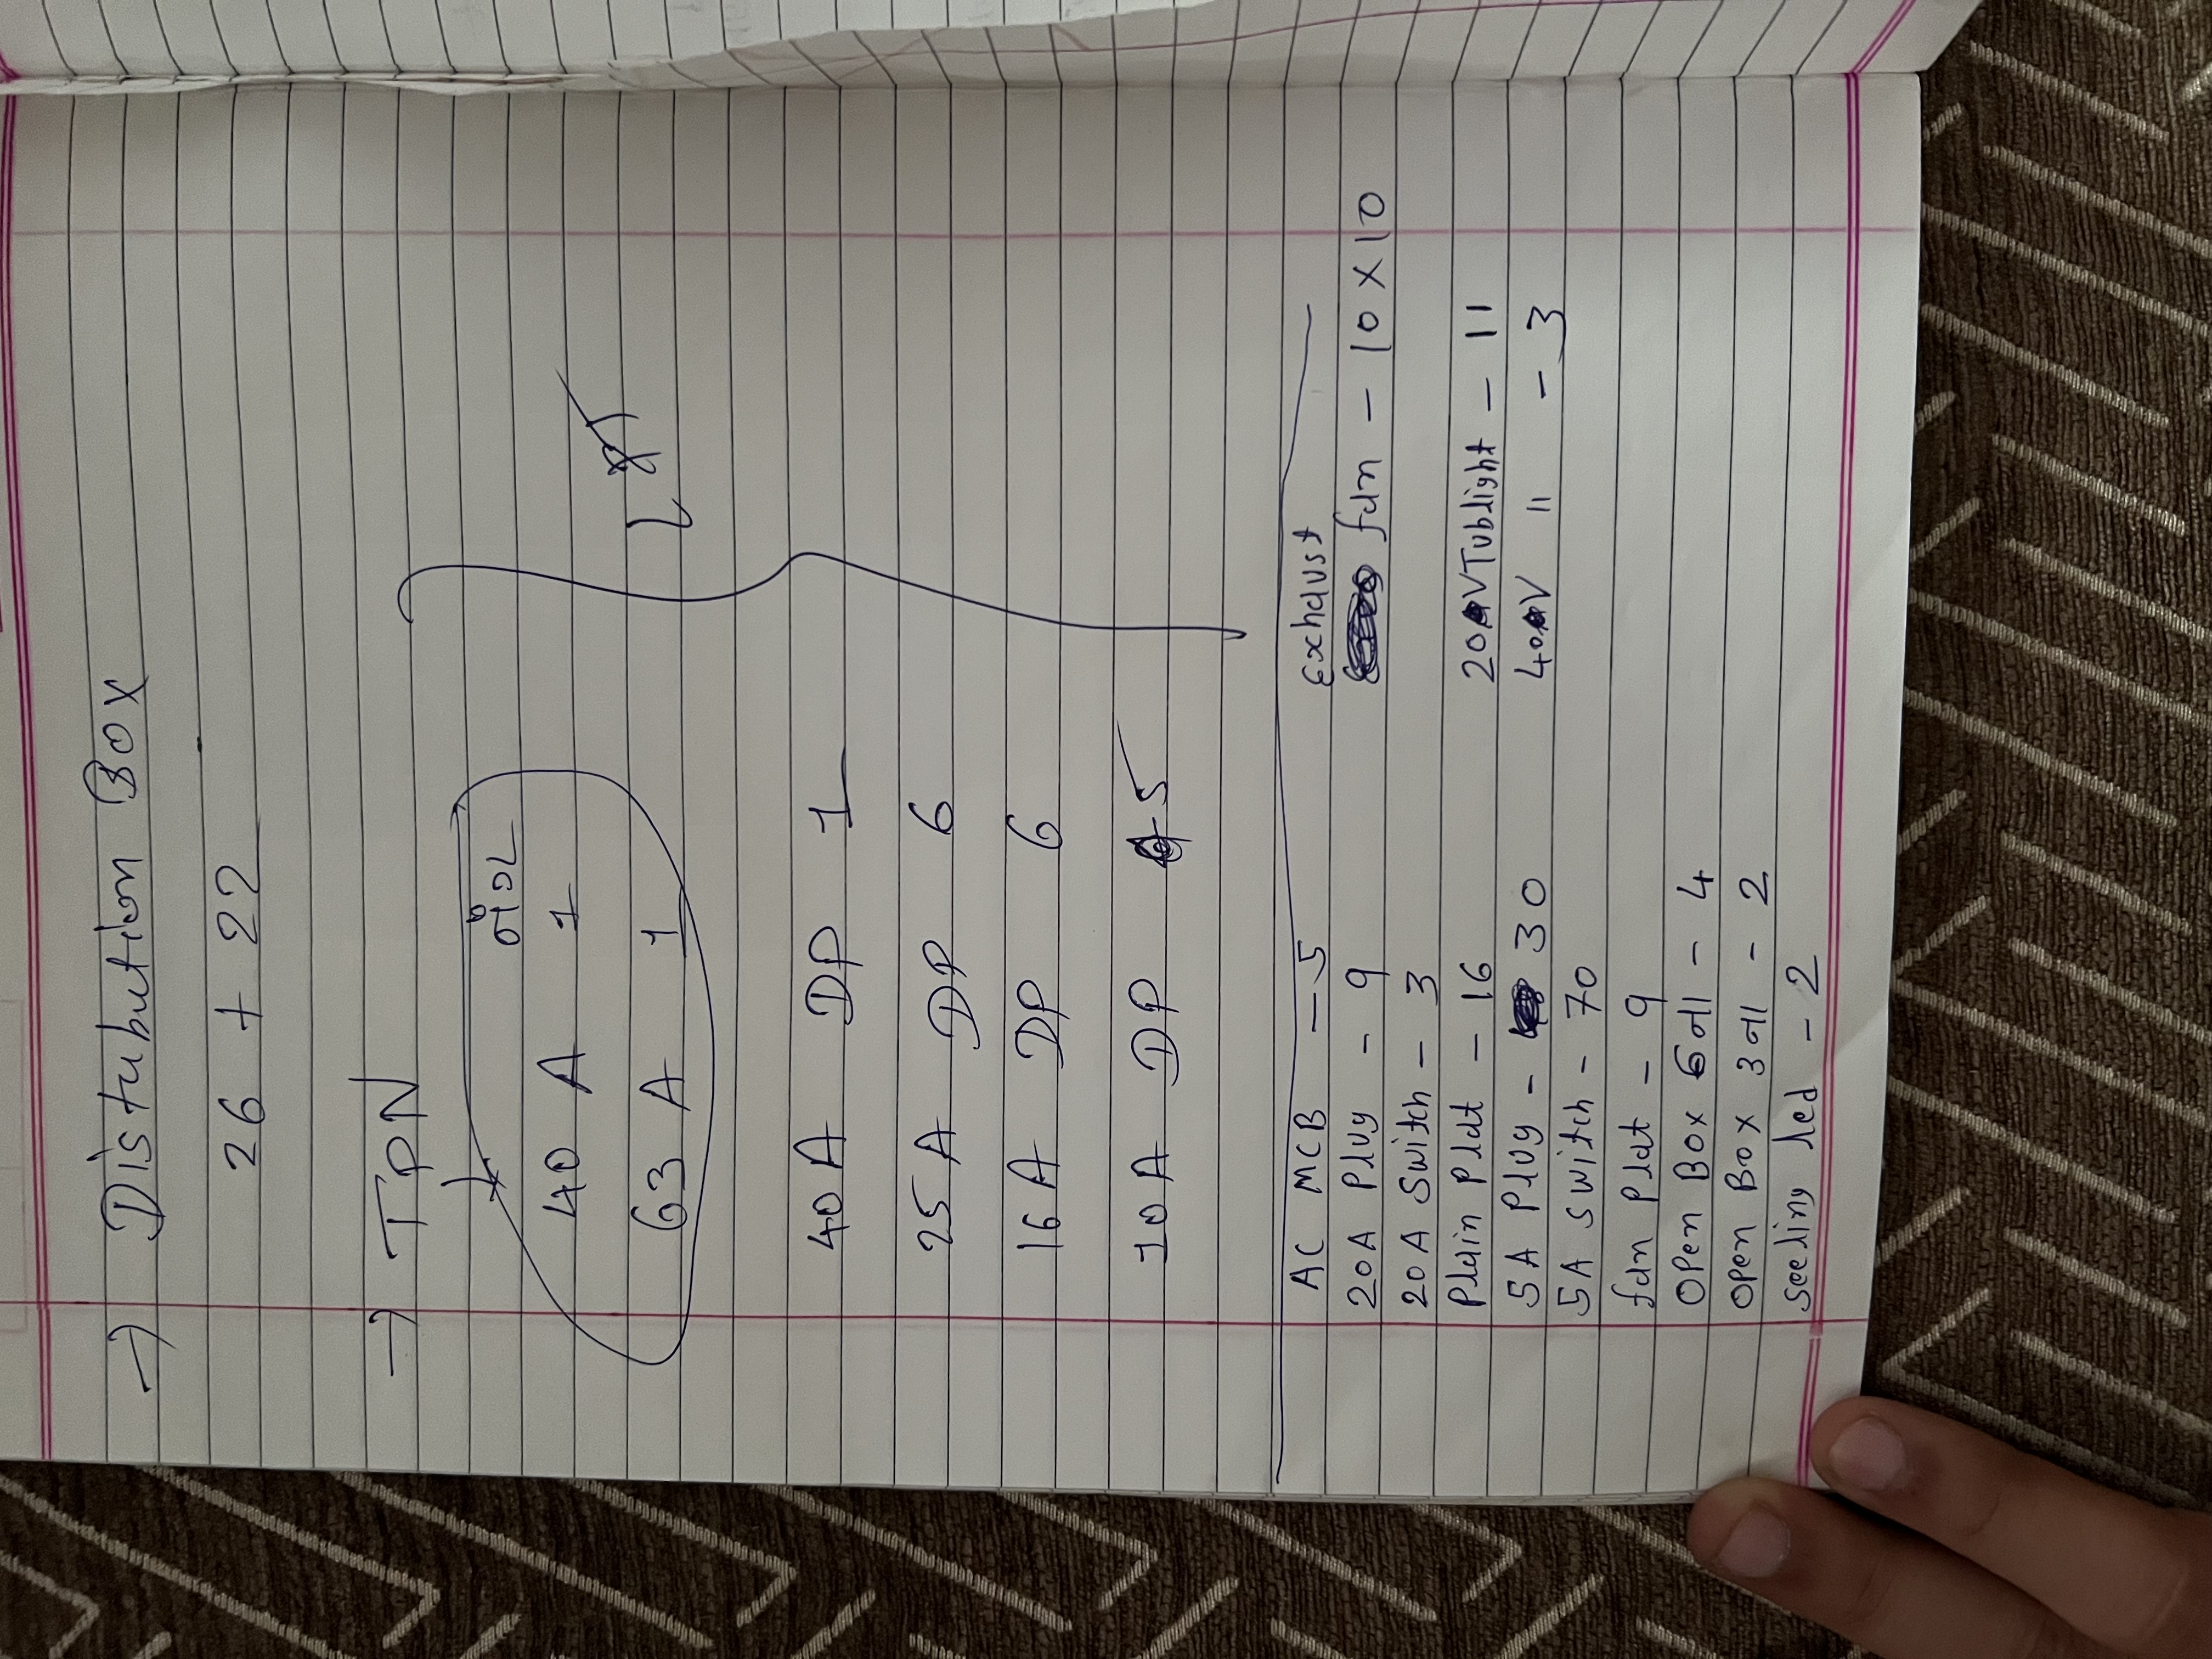 → Distubution Box
26 + 22
→ TPN
નંગ
40 A 1
63 A 1
40 A DP 1
25 A DP 6
16 A DP 6
10 A DP 5
AC MCB - 5
20A Plug - 9
20A Switch - 3
Plain Plat - 16
5A Plug - 30
5A switch - 70
fan Plat - 9
Open Box 6 ના - 4
Open Box 3 ના - 2
seeling led - 2
Exhaust
fan - 10 x 10
20 V Tublight - 11
40 V " - 3